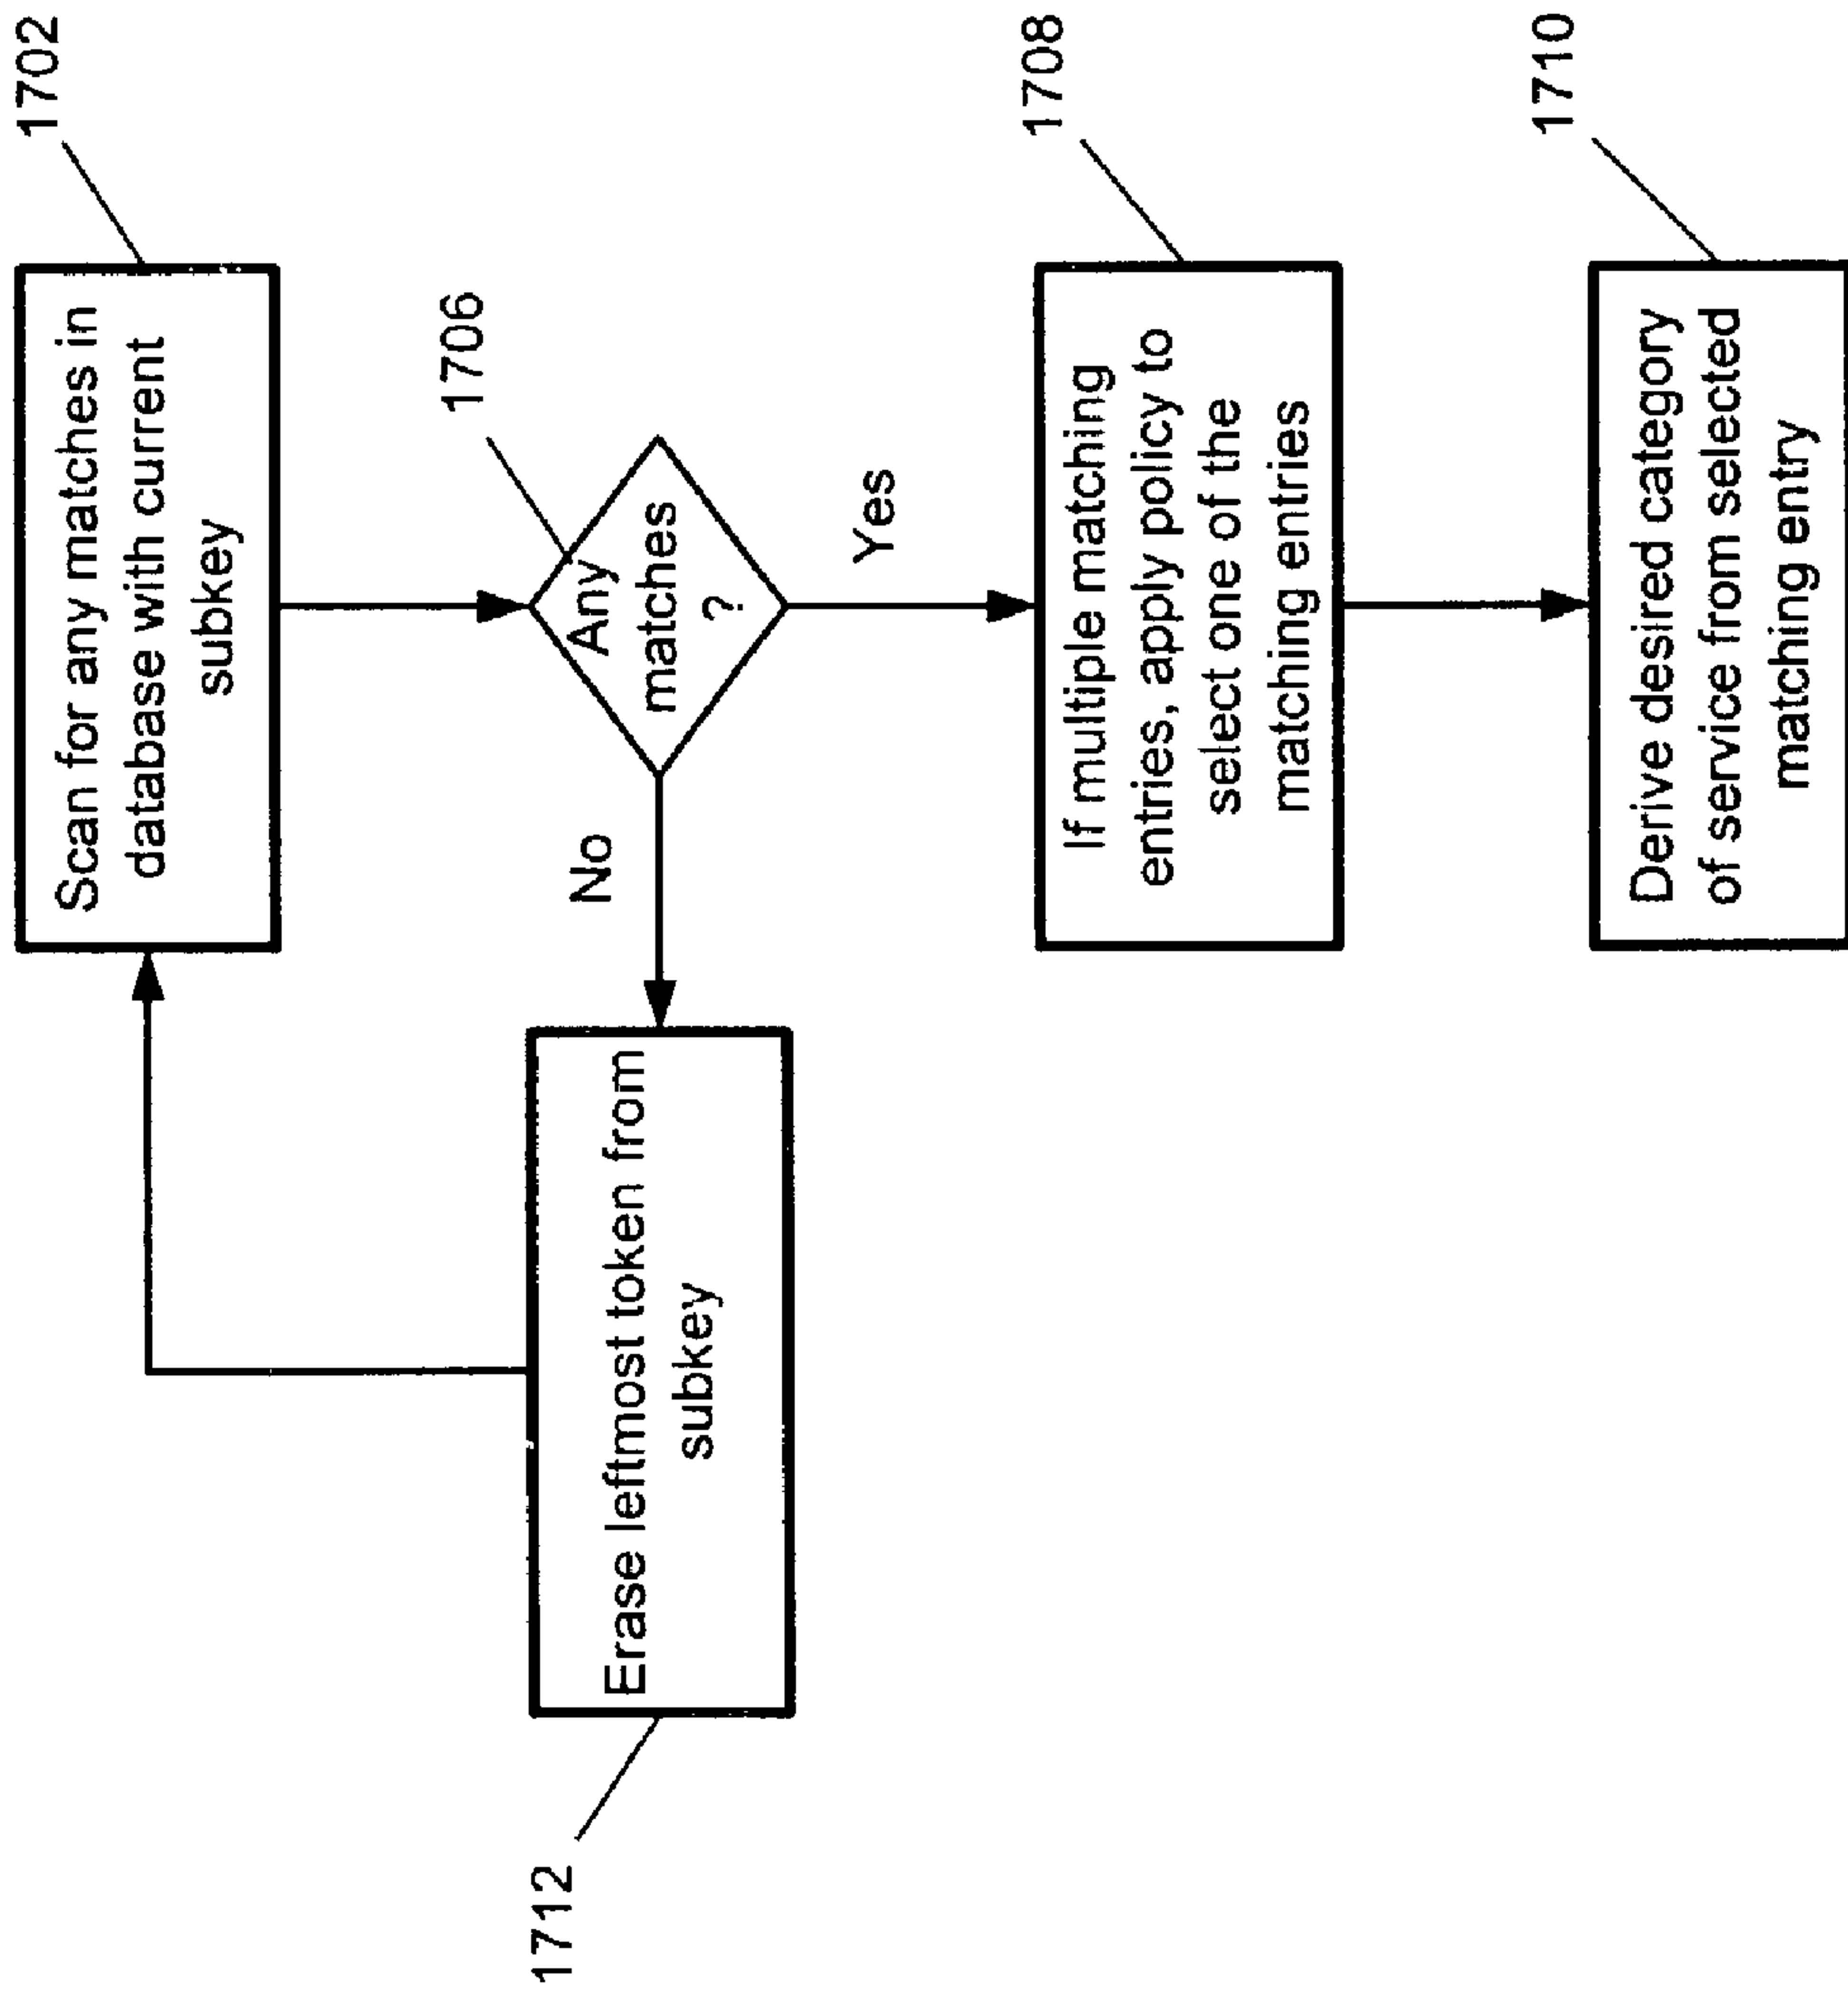 1702
Scan for any matches in
database with current
subkey
1706
Any
matches
?
No
Yes
1712
Erase leftmost token from
subkey
1708
If multiple matching
entries, apply policy to
select one of the
matching entries
1710
Derive desired category
of service from selected
matching entry